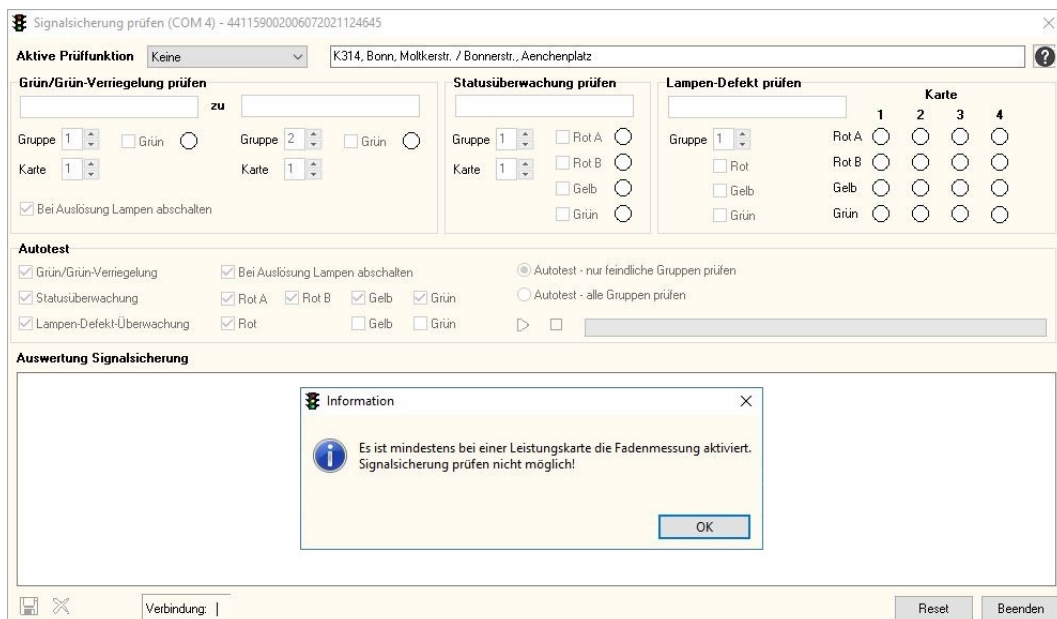 Signalsicherung prüfen (COM 4) - 441159002006072021124645
Aktive Prüffunktion Keine K314, Bonn, Moltkerstr. / Bonnerstr., Aenchenplatz
Grün/Grün-Verriegelung prüfen
zu
Gruppe 1 Grün Gruppe 2 Grün
Karte 1 Karte 1
Bei Auslösung Lampen abschalten
Statusüberwachung prüfen
Gruppe 1 Rot A
Karte 1 Rot B
Gelb
Grün
Lampen-Defekt prüfen
Karte
1 2 3 4
Gruppe 1 Rot A
Rot Rot B
Gelb Gelb
Grün Grün
Autotest
Grün/Grün-Verriegelung Bei Auslösung Lampen abschalten Autotest - nur feindliche Gruppen prüfen
Statusüberwachung Rot A Rot B Gelb Grün Autotest - alle Gruppen prüfen
Lampen-Defekt-Überwachung Rot Gelb Grün
Auswertung Signalsicherung
Information
Es ist mindestens bei einer Leistungskarte die Fadenmessung aktiviert.
Signalsicherung prüfen nicht möglich!
OK
Verbindung: |
Reset Beenden